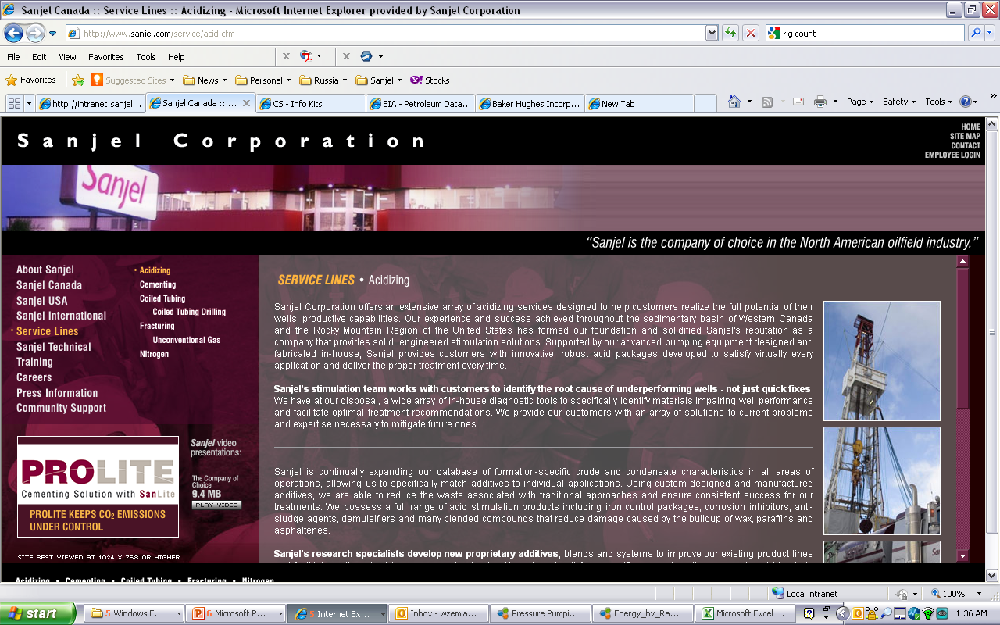 Sanjel Canada :: Service Lines :: Acidizing - Microsoft Internet Explorer provided by Sanjel Corporation
http://www.sanjel.com/service/acid.cfm
rig count
File Edit View Favorites Tools Help
Favorites Suggested Sites News Personal Russia Sanjel Y! Stocks
http://intranet.sanjel... Sanjel Canada :: ... CS - Info Kits EIA - Petroleum Data... Baker Hughes Incorp... New Tab Page Safety Tools
Sanjel Corporation
HOME
SITE MAP
CONTACT
EMPLOYEE LOGIN
Sanjel
“Sanjel is the company of choice in the North American oilfield industry.”
About Sanjel
Sanjel Canada
Sanjel USA
Sanjel International
• Service Lines
Sanjel Technical
Training
Careers
Press Information
Community Support
• Acidizing
Cementing
Coiled Tubing
Coiled Tubing Drilling
Fracturing
Unconventional Gas
Nitrogen
PROLITE
Cementing Solution with SanLite
PROLITE KEEPS CO2 EMISSIONS
UNDER CONTROL
Sanjel video
presentations:
The Company of
Choice
9.4 MB
PLAY VIDEO
SITE BEST VIEWED AT 1024 X 768 OR HIGHER
SERVICE LINES • Acidizing
Sanjel Corporation offers an extensive array of acidizing services designed to help customers realize the full potential of their
wells' productive capabilities. Our experience and success achieved throughout the sedimentary basin of Western Canada
and the Rocky Mountain Region of the United States has formed our foundation and solidified Sanjel's reputation as a
company that provides solid, engineered stimulation solutions. Supported by our advanced pumping equipment designed and
fabricated in-house, Sanjel provides customers with innovative, robust acid packages developed to satisfy virtually every
application and deliver the proper treatment every time.
Sanjel's stimulation team works with customers to identify the root cause of underperforming wells - not just quick fixes.
We have at our disposal, a wide array of in-house diagnostic tools to specifically identify materials impairing well performance
and facilitate optimal treatment recommendations. We provide our customers with an array of solutions to current problems
and expertise necessary to mitigate future ones.
Sanjel is continually expanding our database of formation-specific crude and condensate characteristics in all areas of
operations, allowing us to specifically match additives to individual applications. Using custom designed and manufactured
additives, we are able to reduce the waste associated with traditional approaches and ensure consistent success for our
treatments. We possess a full range of acid stimulation products including iron control packages, corrosion inhibitors, anti-
sludge agents, demulsifiers and many blended compounds that reduce damage caused by the buildup of wax, paraffins and
asphaltenes.
Sanjel's research specialists develop new proprietary additives, blends and systems to improve our existing product lines
Acidizing • Cementing • Coiled Tubing • Fracturing • Nitrogen
Local intranet 100%
start 5 Windows E... 6 Microsoft P... 5 Internet Ex... Inbox - wzemla... Pressure Pumpi... Energy_by_Ra... Microsoft Excel ... 1:36 AM